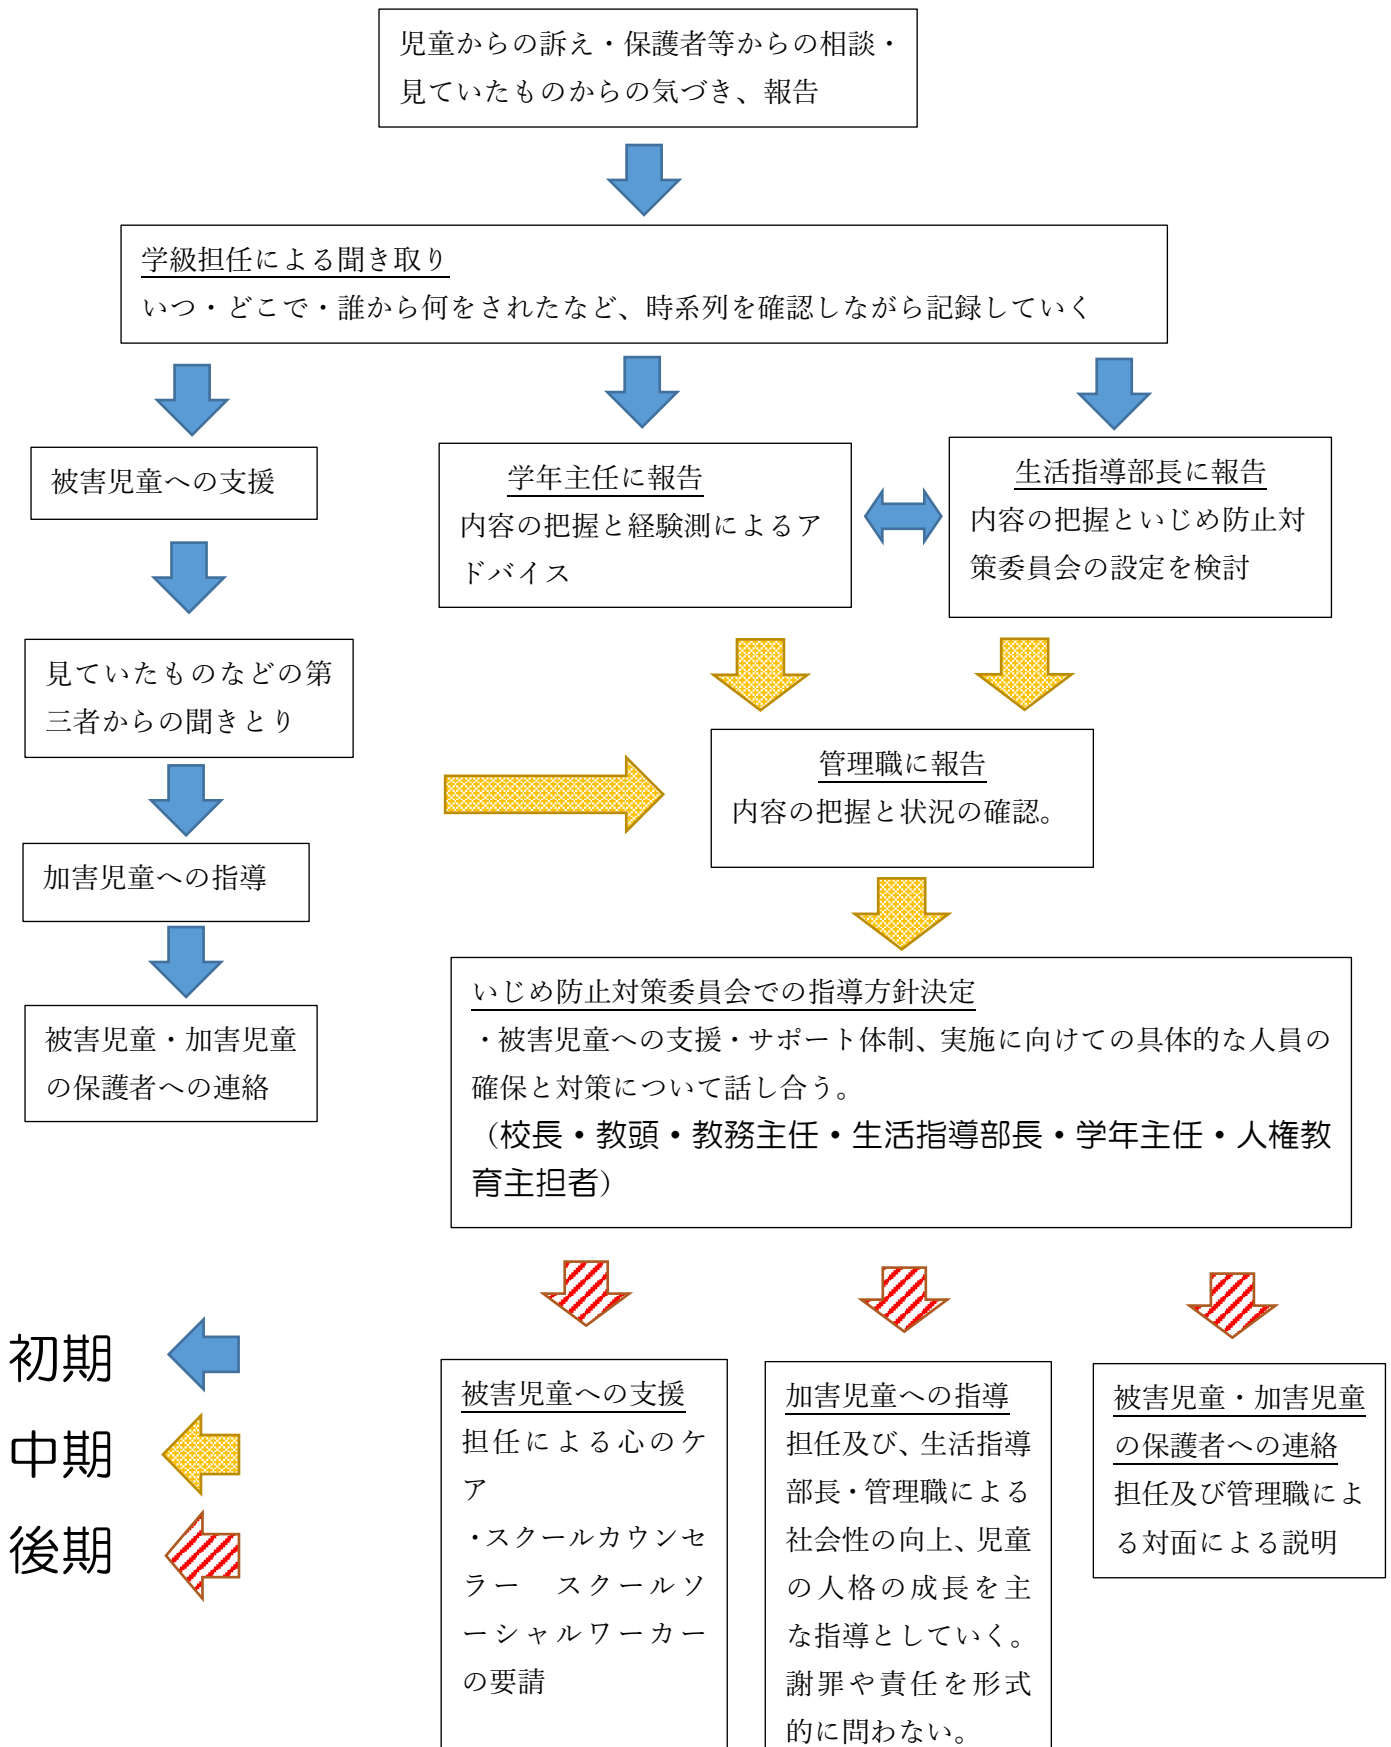 児童からの訴え・保護者等からの相談・
見ていたものからの気づき、報告
学級担任による聞き取り
いつ・どこで・誰から何をされたなど、時系列を確認しながら記録していく
被害児童への支援
学年主任に報告
内容の把握と経験測によるア
ドバイス
生活指導部長に報告
内容の把握といじめ防止対
策委員会の設定を検討
見ていたものなどの第
三者からの聞きとり
管理職に報告
内容の把握と状況の確認。
加害児童への指導
被害児童・加害児童
の保護者への連絡
いじめ防止対策委員会での指導方針決定
・被害児童への支援・サポート体制、実施に向けての具体的な人員の
確保と対策について話し合う。
（校長・教頭・教務主任・生活指導部長・学年主任・人権教
育主担者）
初期
中期
後期
被害児童への支援
担任による心のケ
ア
・スクールカウンセ
ラー　スクールソ
ーシャルワーカー
の要請
加害児童への指導
担任及び、生活指導
部長・管理職による
社会性の向上、児童
の人格の成長を主
な指導としていく。
謝罪や責任を形式
的に問わない。
被害児童・加害児童
の保護者への連絡
担任及び管理職によ
る対面による説明